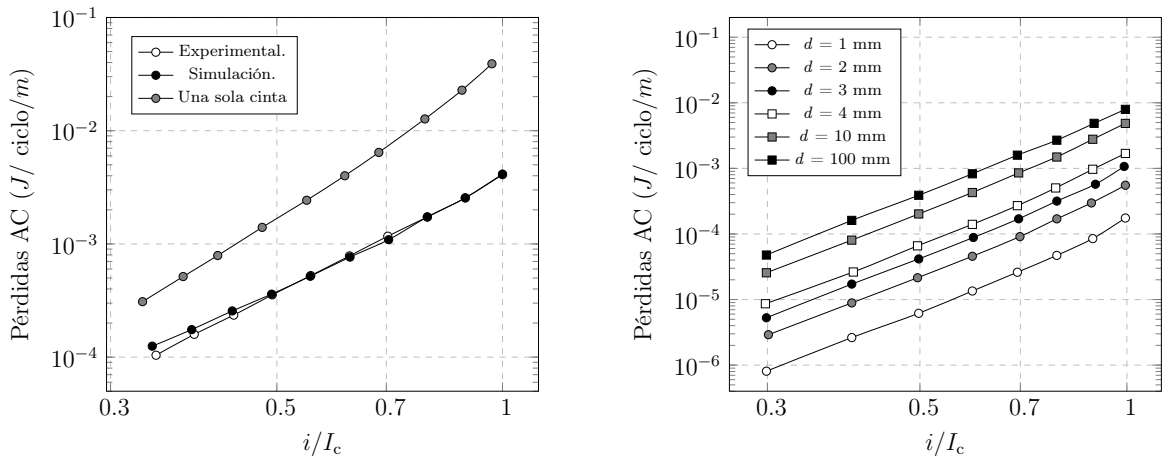 10⁻¹
10⁻²
10⁻³
10⁻⁴
Pérdidas AC (J/ ciclo/m)
Experimental.
Simulación.
Una sola cinta
0.3
0.5
0.7
1
i/I_c
10⁻¹
10⁻²
10⁻³
10⁻⁴
10⁻⁵
10⁻⁶
Pérdidas AC (J/ ciclo/m)
d = 1 mm
d = 2 mm
d = 3 mm
d = 4 mm
d = 10 mm
d = 100 mm
0.3
0.5
0.7
1
i/I_c